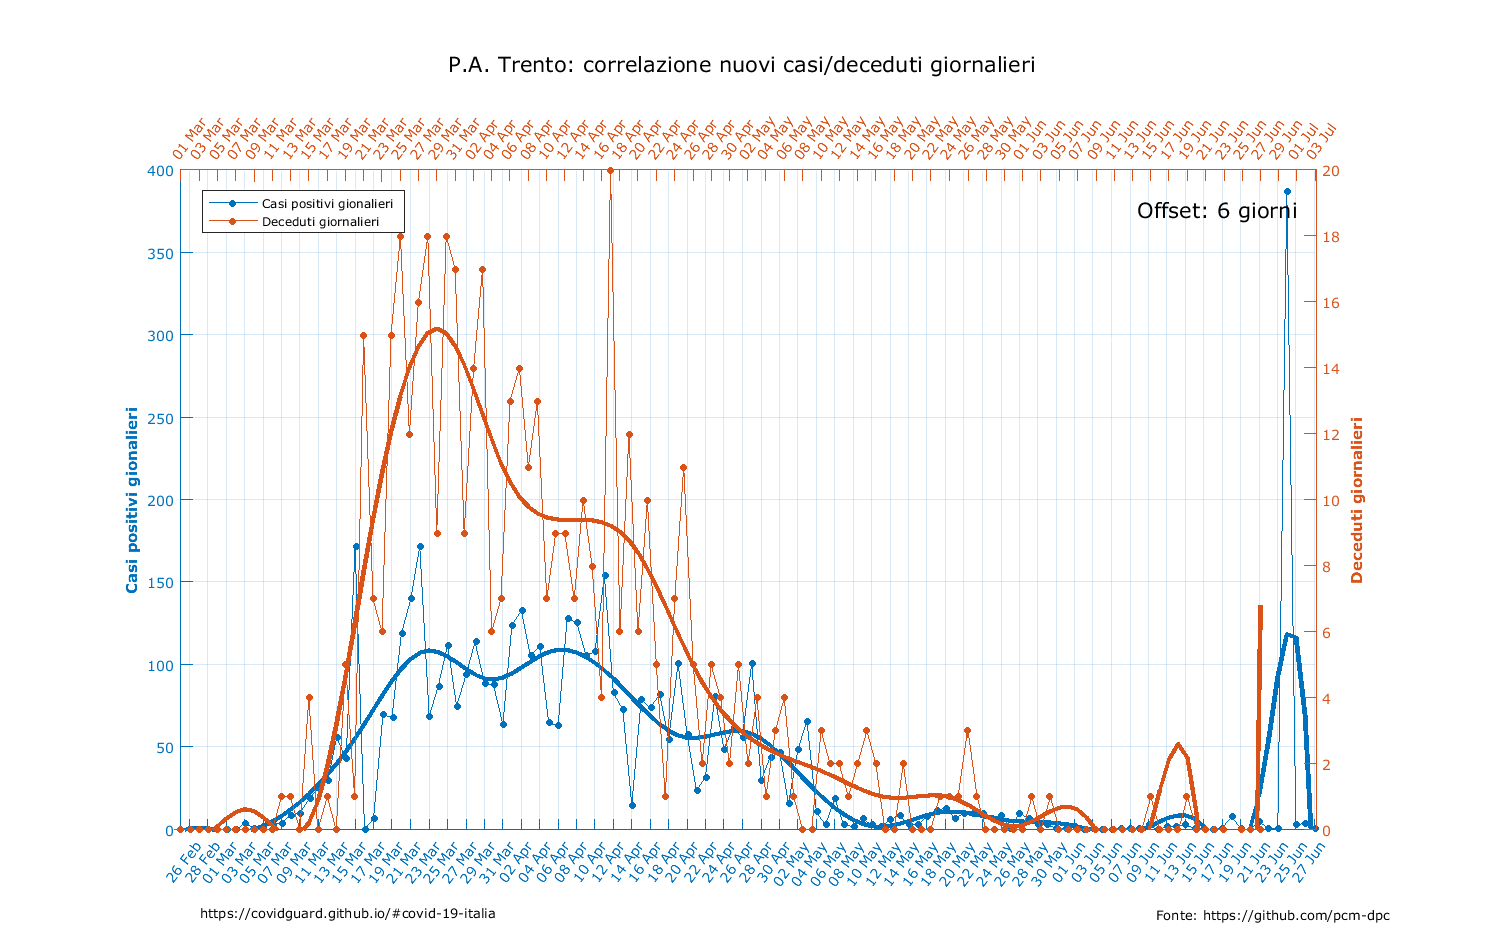 P.A. Trento: correlazione nuovi casi/deceduti giornalieri
01 Mar 03 Mar 05 Mar 07 Mar 09 Mar 11 Mar 13 Mar 15 Mar 17 Mar 19 Mar 21 Mar 23 Mar 25 Mar 27 Mar 29 Mar 31 Mar 02 Apr 04 Apr 06 Apr 08 Apr 10 Apr 12 Apr 14 Apr 16 Apr 18 Apr 20 Apr 22 Apr 24 Apr 26 Apr 28 Apr 30 Apr 02 May 04 May 06 May 08 May 10 May 12 May 14 May 16 May 18 May 20 May 22 May 24 May 26 May 28 May 30 May 01 Jun 03 Jun 05 Jun 07 Jun 09 Jun 11 Jun 13 Jun 15 Jun 17 Jun 19 Jun 21 Jun 23 Jun 25 Jun 27 Jun 29 Jun 01 Jul 03 Jul
Casi positivi gionalieri
Deceduti giornalieri
Offset: 6 giorni
400
350
300
250
200
150
100
50
0
Casi positivi gionalieri
20
18
16
14
12
10
8
6
4
2
0
Deceduti giornalieri
26 Feb 28 Feb 01 Mar 03 Mar 05 Mar 07 Mar 09 Mar 11 Mar 13 Mar 15 Mar 17 Mar 19 Mar 21 Mar 23 Mar 25 Mar 27 Mar 29 Mar 31 Mar 02 Apr 04 Apr 06 Apr 08 Apr 10 Apr 12 Apr 14 Apr 16 Apr 18 Apr 20 Apr 22 Apr 24 Apr 26 Apr 28 Apr 30 Apr 02 May 04 May 06 May 08 May 10 May 12 May 14 May 16 May 18 May 20 May 22 May 24 May 26 May 28 May 30 May 01 Jun 03 Jun 05 Jun 07 Jun 09 Jun 11 Jun 13 Jun 15 Jun 17 Jun 19 Jun 21 Jun 23 Jun 25 Jun 27 Jun
https://covidguard.github.io/#covid-19-italia
Fonte: https://github.com/pcm-dpc